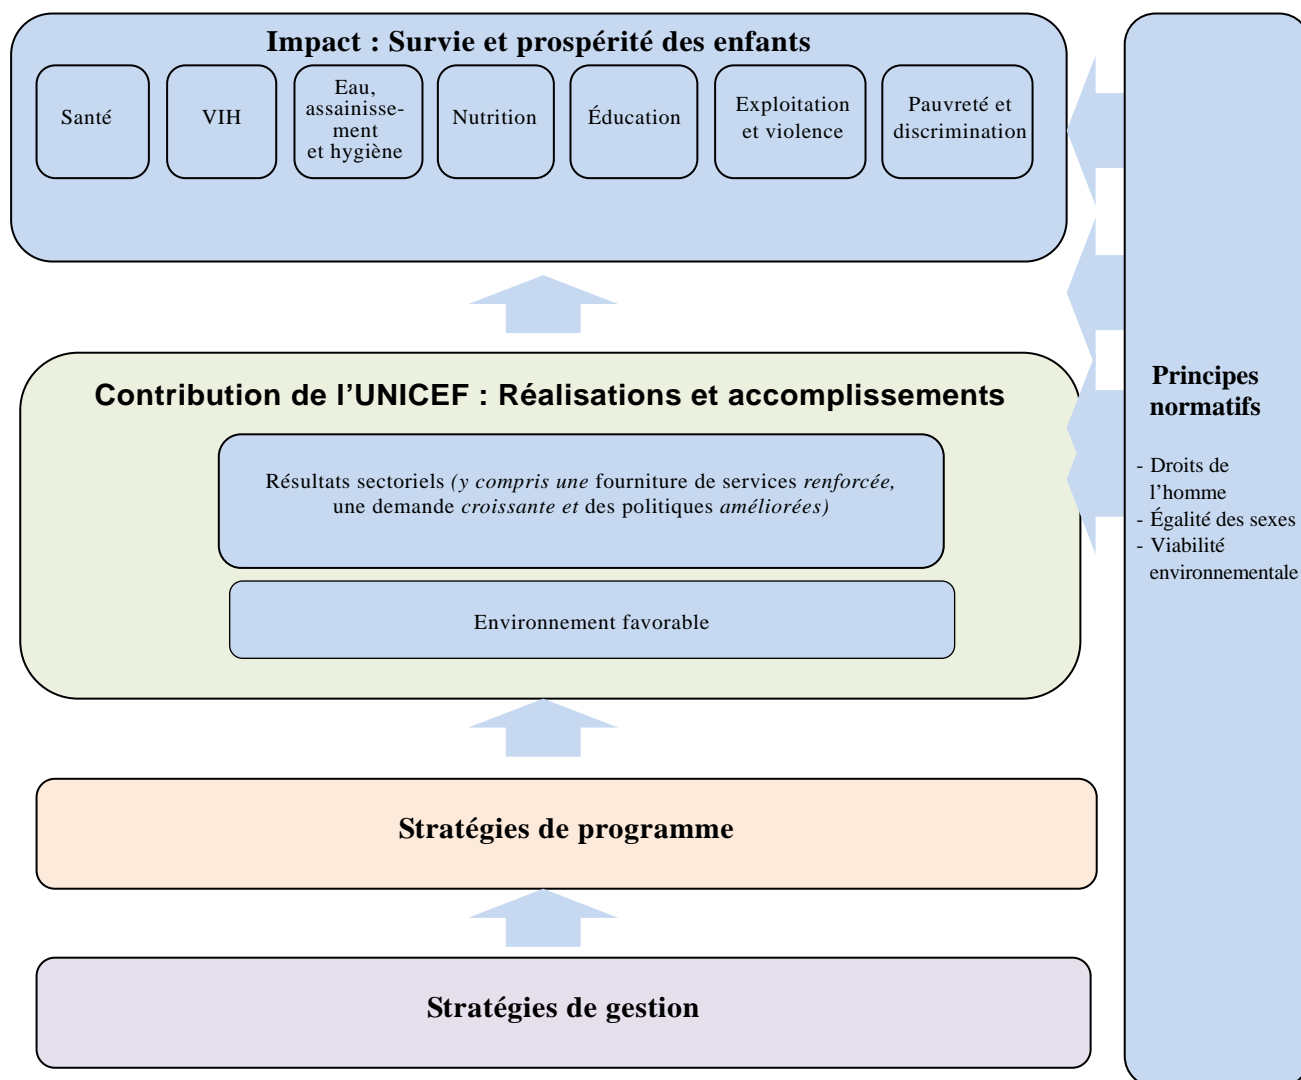 Impact : Survie et prospérité des enfants
Santé
VIH
Eau,
assainisse-
ment
et hygiène
Nutrition
Éducation
Exploitation
et violence
Pauvreté et
discrimination
Contribution de l’UNICEF : Réalisations et accomplissements
Résultats sectoriels (y compris une fourniture de services renforcée,
une demande croissante et des politiques améliorées)
Environnement favorable
Stratégies de programme
Stratégies de gestion
Principes
normatifs
- Droits de
l’homme
- Égalité des sexes
- Viabilité
environnementale